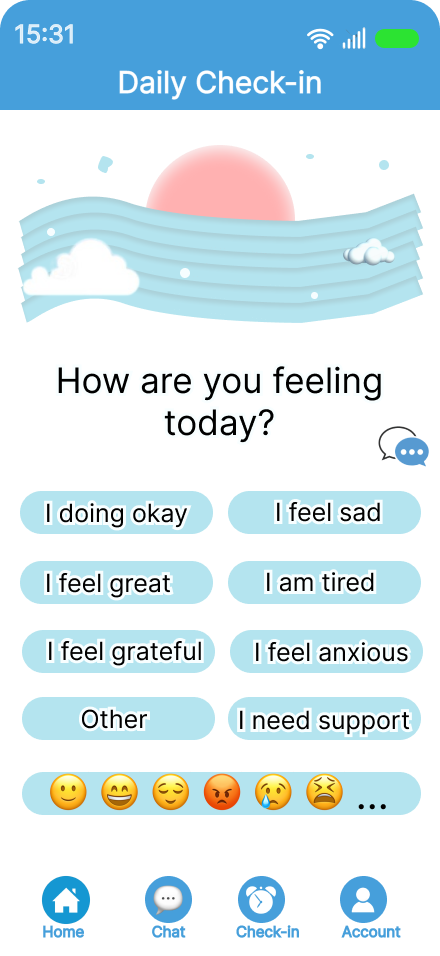 15:31
Daily Check-in
How are you feeling
today?
I doing okay
I feel sad
I feel great
I am tired
I feel grateful
I feel anxious
Other
I need support
...
Home
Chat
Check-in
Account